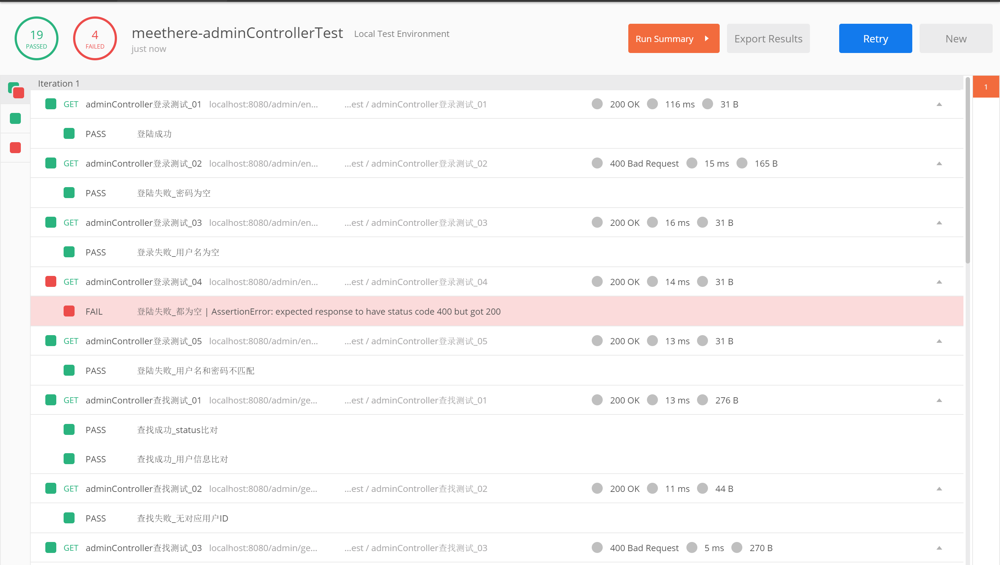 19 PASSED
4 FAILED
meethere-adminControllerTest Local Test Environment
just now
Run Summary
Export Results
Retry
New
Iteration 1
1
GET adminController登录测试_01 localhost:8080/admin/en... ...est / adminController登录测试_01 200 OK 116 ms 31 B
PASS 登陆成功
GET adminController登录测试_02 localhost:8080/admin/en... ...est / adminController登录测试_02 400 Bad Request 15 ms 165 B
PASS 登陆失败_密码为空
GET adminController登录测试_03 localhost:8080/admin/en... ...est / adminController登录测试_03 200 OK 16 ms 31 B
PASS 登录失败_用户名为空
GET adminController登录测试_04 localhost:8080/admin/en... ...est / adminController登录测试_04 200 OK 14 ms 31 B
FAIL 登陆失败_都为空 | AssertionError: expected response to have status code 400 but got 200
GET adminController登录测试_05 localhost:8080/admin/en... ...est / adminController登录测试_05 200 OK 13 ms 31 B
PASS 登陆失败_用户名和密码不匹配
GET adminController查找测试_01 localhost:8080/admin/ge... ...est / adminController查找测试_01 200 OK 13 ms 276 B
PASS 查找成功_status比对
PASS 查找成功_用户信息比对
GET adminController查找测试_02 localhost:8080/admin/ge... ...est / adminController查找测试_02 200 OK 11 ms 44 B
PASS 查找失败_无对应用户ID
GET adminController查找测试_03 localhost:8080/admin/ge... ...est / adminController查找测试_03 400 Bad Request 5 ms 270 B